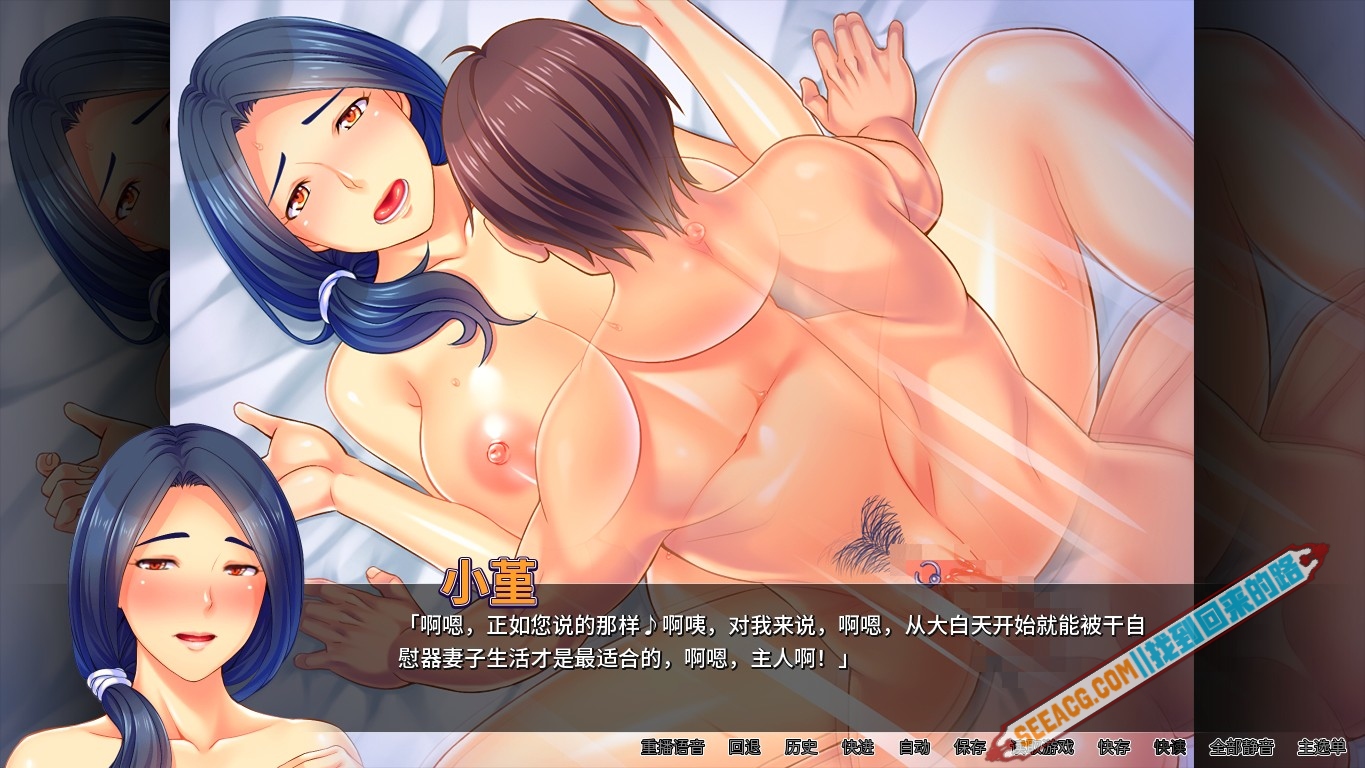 小堇
「啊嗯，正如您说的那样♪啊咦，对我来说，啊嗯，从大白天开始就能被干自
慰器妻子生活才是最适合的，啊嗯，主人啊！」
SEEACG.COM||找到回来的路
重播语音 回退 历史 快进 自动 保存 游戏 快存 快读 全部静音 主选单